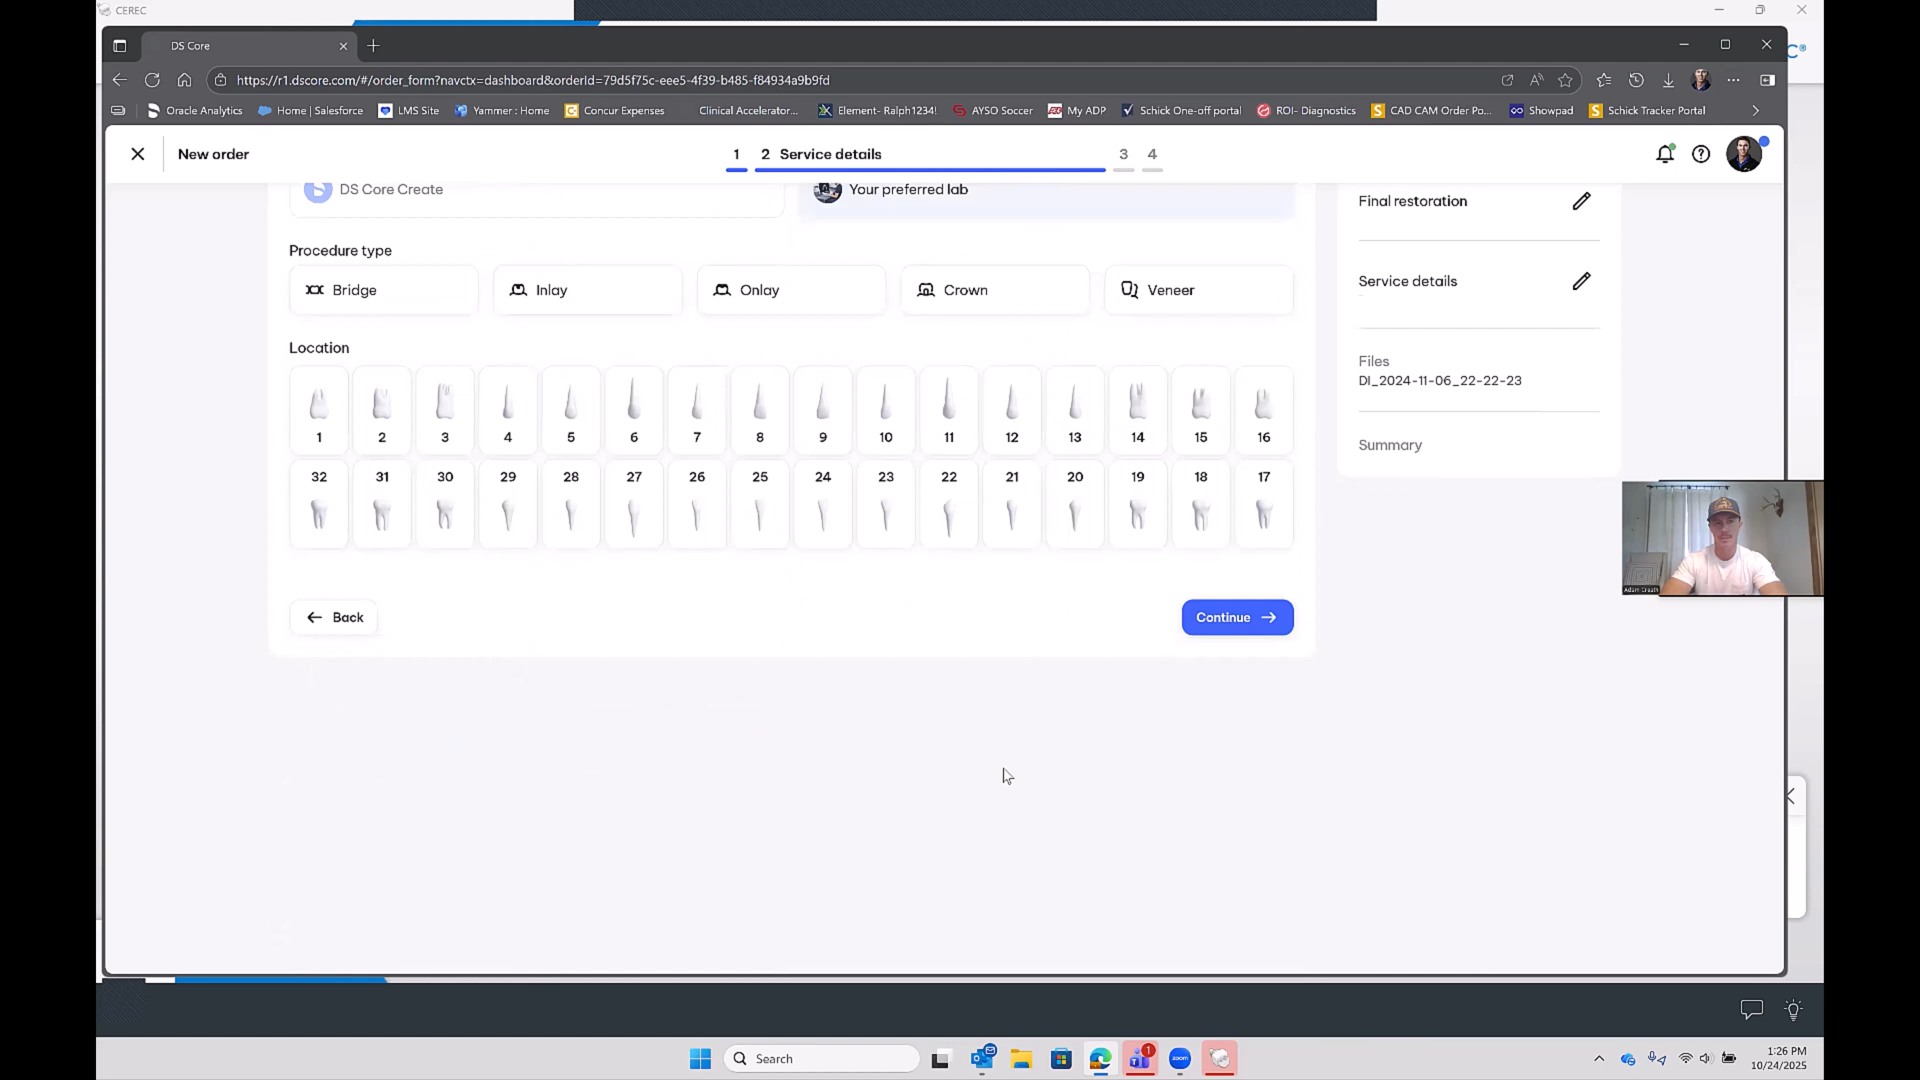 CEREC
DS Core
https://r1.dscore.com/#/order_form?navctx=dashboard&orderId=79d5f75c-eee5-4f39-b485-f84934a9b9fd
Oracle Analytics Home | Salesforce LMS Site Yammer : Home Concur Expenses Clinical Accelerator... Element- Ralph1234! AYSO Soccer My ADP Schick One-off portal ROI- Diagnostics CAD CAM Order Po... Showpad Schick Tracker Portal
New order 1 2 Service details 3 4
DS Core Create Your preferred lab
Final restoration
Procedure type
Bridge Inlay Onlay Crown Veneer
Service details
Location
Files
DI_2024-11-06_22-22-23
1 2 3 4 5 6 7 8 9 10 11 12 13 14 15 16
Summary
32 31 30 29 28 27 26 25 24 23 22 21 20 19 18 17
Back Continue
Adam Creath
Search
1
zoom
1:26 PM
10/24/2025